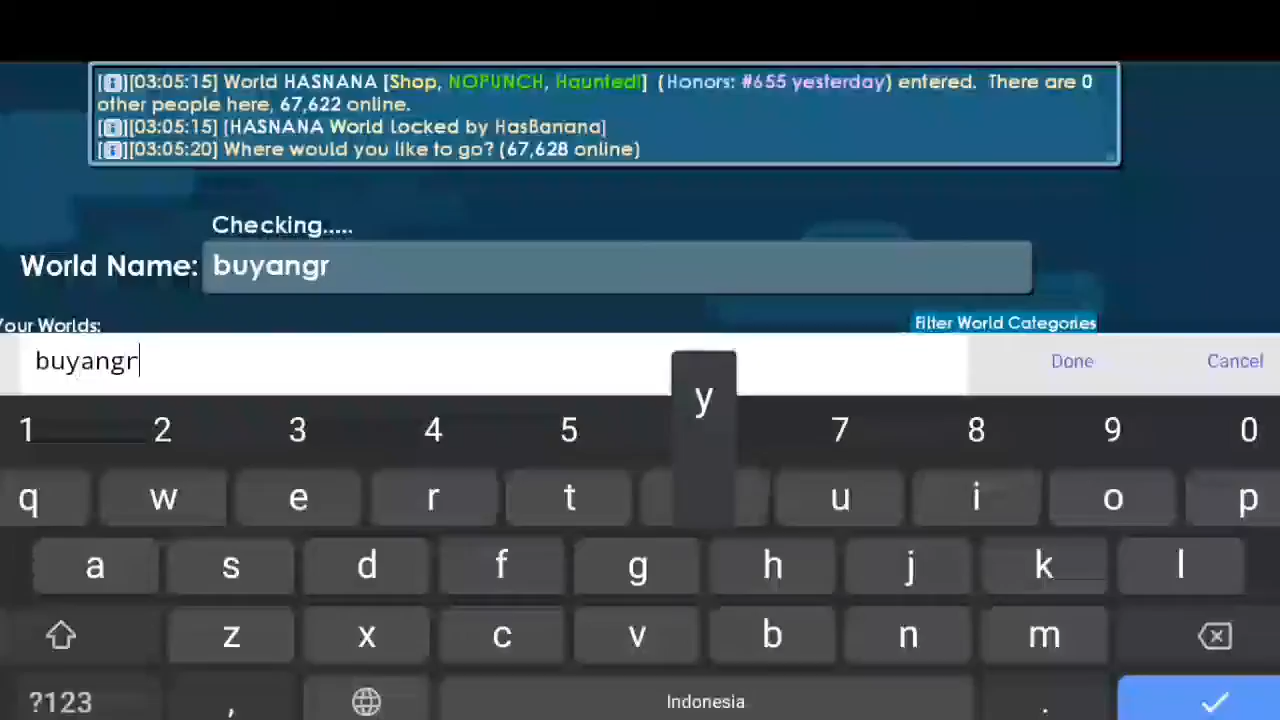 [i][03:05:15] World HASNANA [Shop, NOPUNCH, Haunted!] (Honors: #655 yesterday) entered. There are 0
other people here, 67,622 online.
[i][03:05:15] [HASNANA World Locked by HasBanana]
[i][03:05:20] Where would you like to go? (67,628 online)
Checking.....
World Name: buyangr
Your Worlds:
Filter World Categories
buyangr
Done
Cancel
y
1 2 3 4 5 7 8 9 0
q w e r t u i o p
a s d f g h j k l
z x c v b n m
?123 , Indonesia .